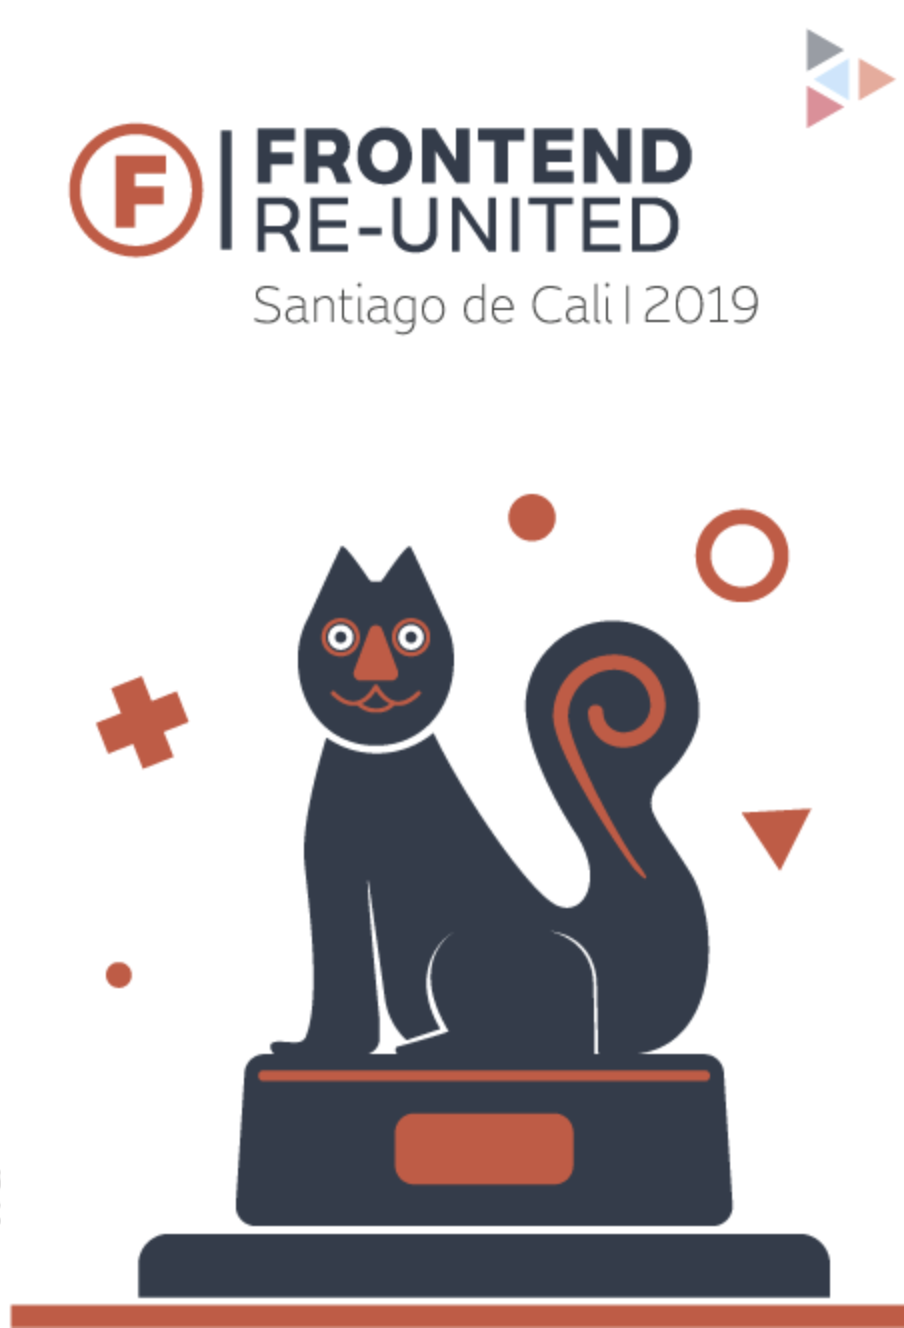 F
FRONTEND
RE-UNITED
Santiago de Cali | 2019